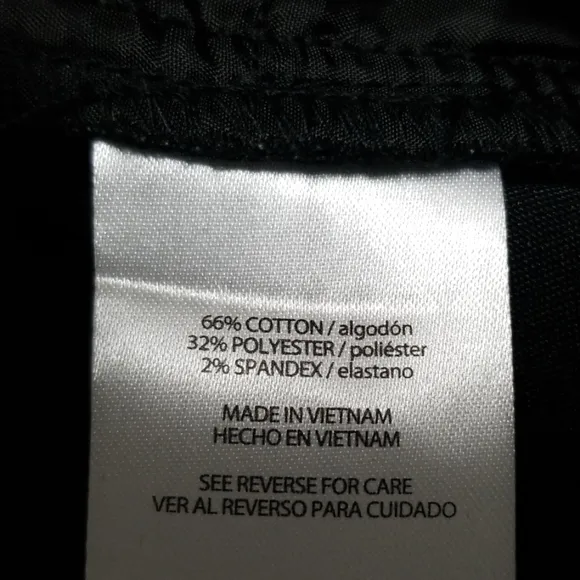 66% COTTON / algodón
32% POLYESTER / poliéster
2% SPANDEX / elastano
MADE IN VIETNAM
HECHO EN VIETNAM
SEE REVERSE FOR CARE
VER AL REVERSO PARA CUIDADO